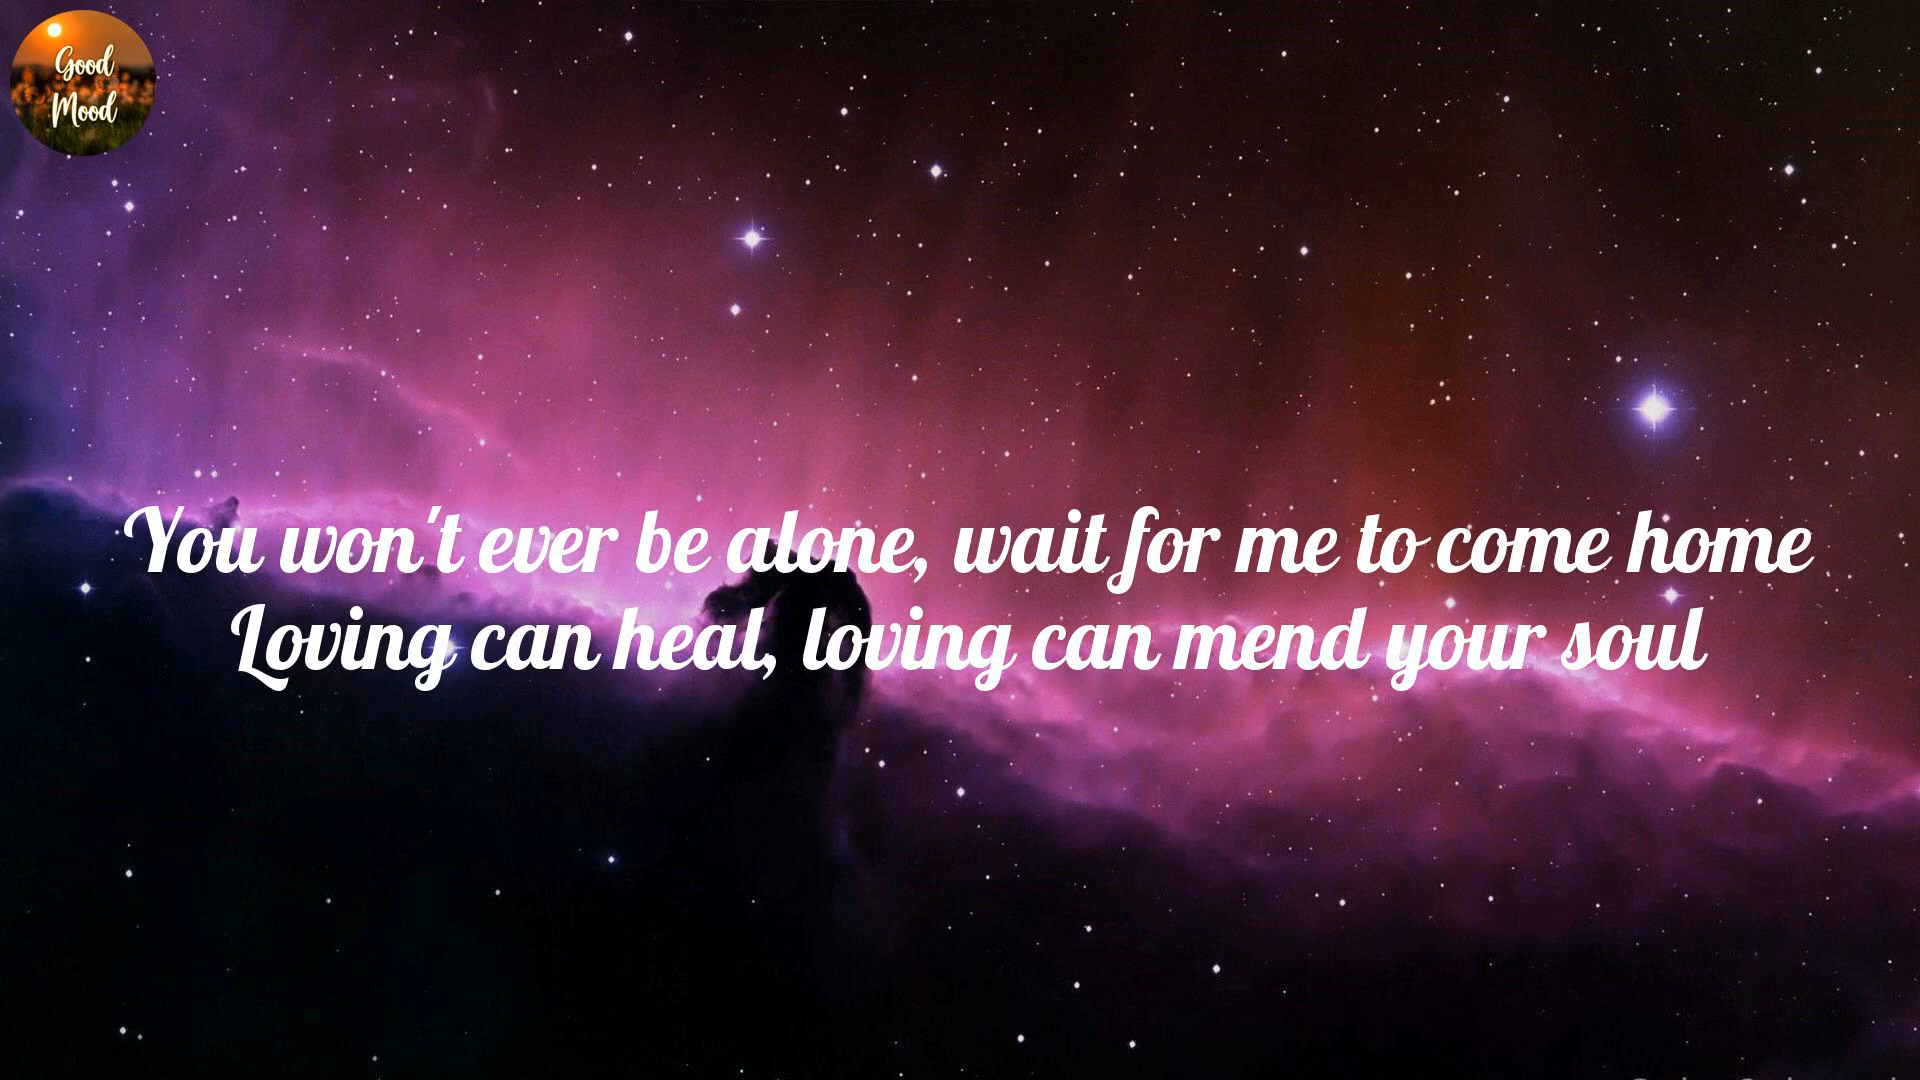 Good
Mood
You won't ever be alone, wait for me to come home
Loving can heal, loving can mend your soul